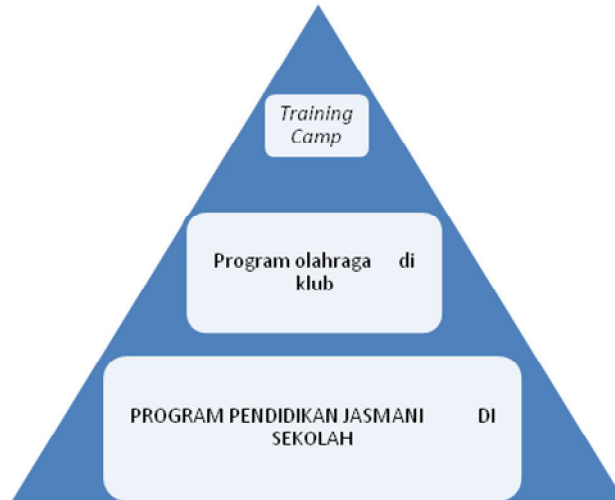 Training
Camp
Program olahraga di
klub
PROGRAM PENDIDIKAN JASMANI DI
SEKOLAH